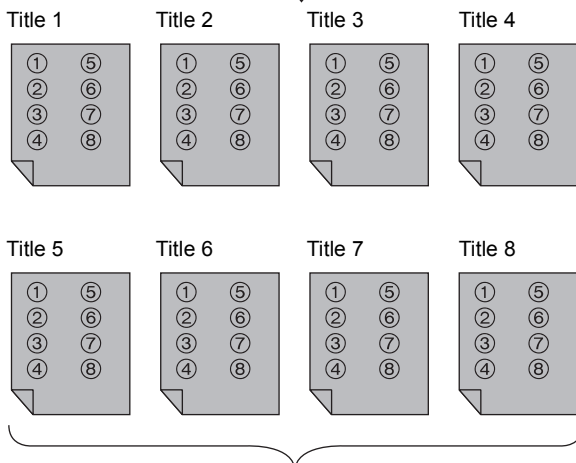 Title 1 Title 2 Title 3 Title 4
① ⑤ ① ⑤ ① ⑤ ① ⑤
② ⑥ ② ⑥ ② ⑥ ② ⑥
③ ⑦ ③ ⑦ ③ ⑦ ③ ⑦
④ ⑧ ④ ⑧ ④ ⑧ ④ ⑧
Title 5 Title 6 Title 7 Title 8
① ⑤ ① ⑤ ① ⑤ ① ⑤
② ⑥ ② ⑥ ② ⑥ ② ⑥
③ ⑦ ③ ⑦ ③ ⑦ ③ ⑦
④ ⑧ ④ ⑧ ④ ⑧ ④ ⑧